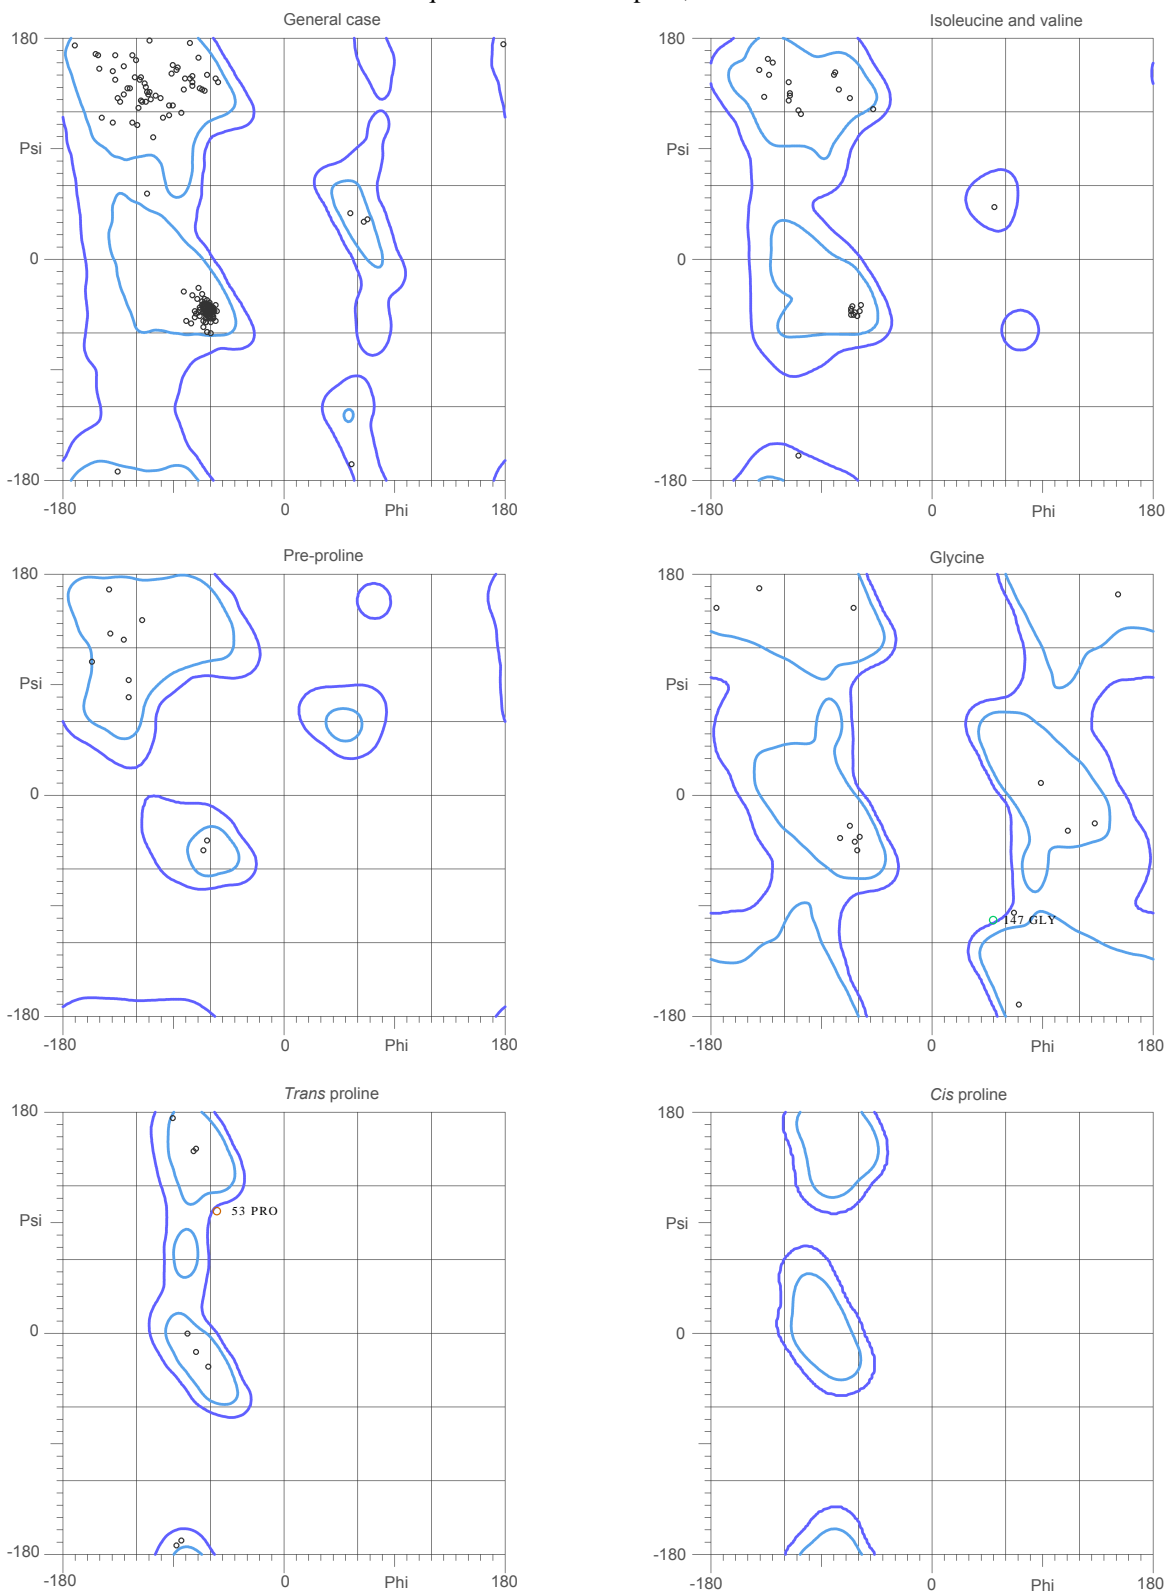 General case
Isoleucine and valine
180
180
Psi
Psi
0
0
-180
-180
-180
0
Phi
180
-180
0
Phi
180
Pre-proline
Glycine
180
180
Psi
Psi
0
0
147 GLY
-180
-180
-180
0
Phi
180
-180
0
Phi
180
Trans proline
Cis proline
180
180
53 PRO
Psi
Psi
0
0
-180
-180
-180
0
Phi
180
-180
0
Phi
180